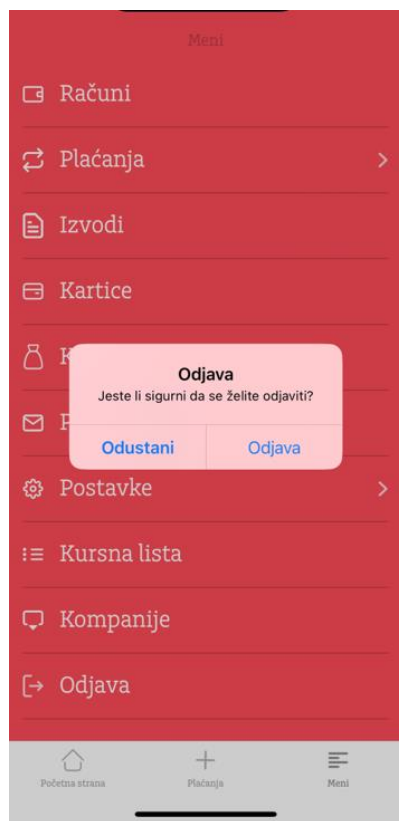 Meni
Računi
Plaćanja
Izvodi
Kartice
Odjava
Jeste li sigurni da se želite odjaviti?
Odustani
Odjava
Postavke
Kursna lista
Kompanije
Odjava
Početna strana
Plaćanja
Meni